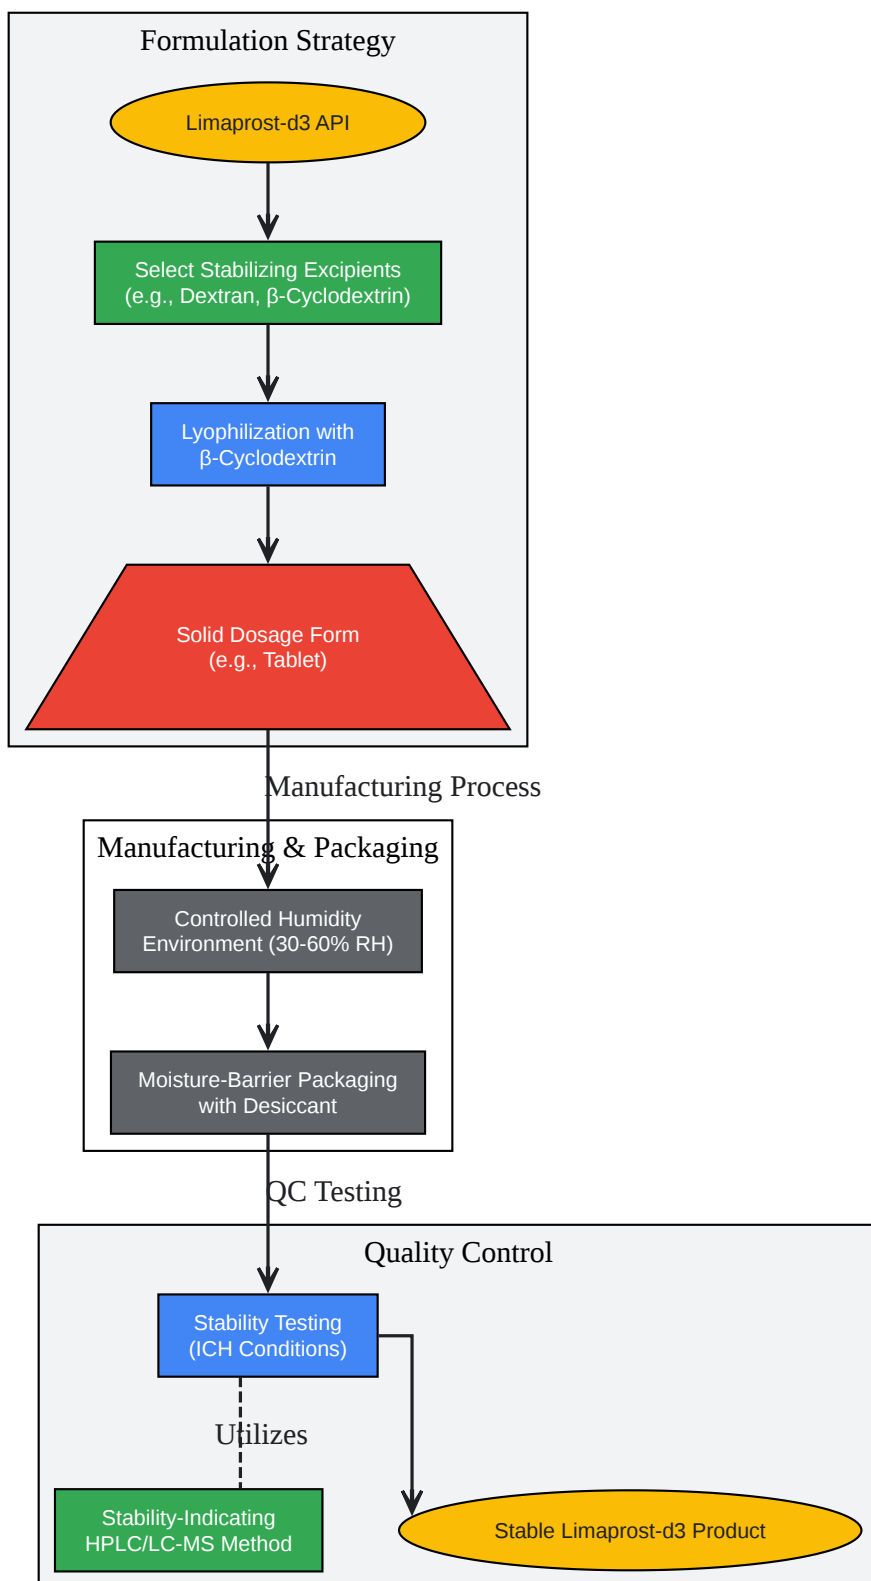 Formulation Strategy
Limaprost-d3 API
Select Stabilizing Excipients
(e.g., Dextran, β-Cyclodextrin)
Lyophilization with
β-Cyclodextrin
Solid Dosage Form
(e.g., Tablet)
Manufacturing Process
Manufacturing & Packaging
Controlled Humidity
Environment (30-60% RH)
Moisture-Barrier Packaging
with Desiccant
QC Testing
Quality Control
Stability Testing
(ICH Conditions)
Utilizes
Stability-Indicating
HPLC/LC-MS Method
Stable Limaprost-d3 Product